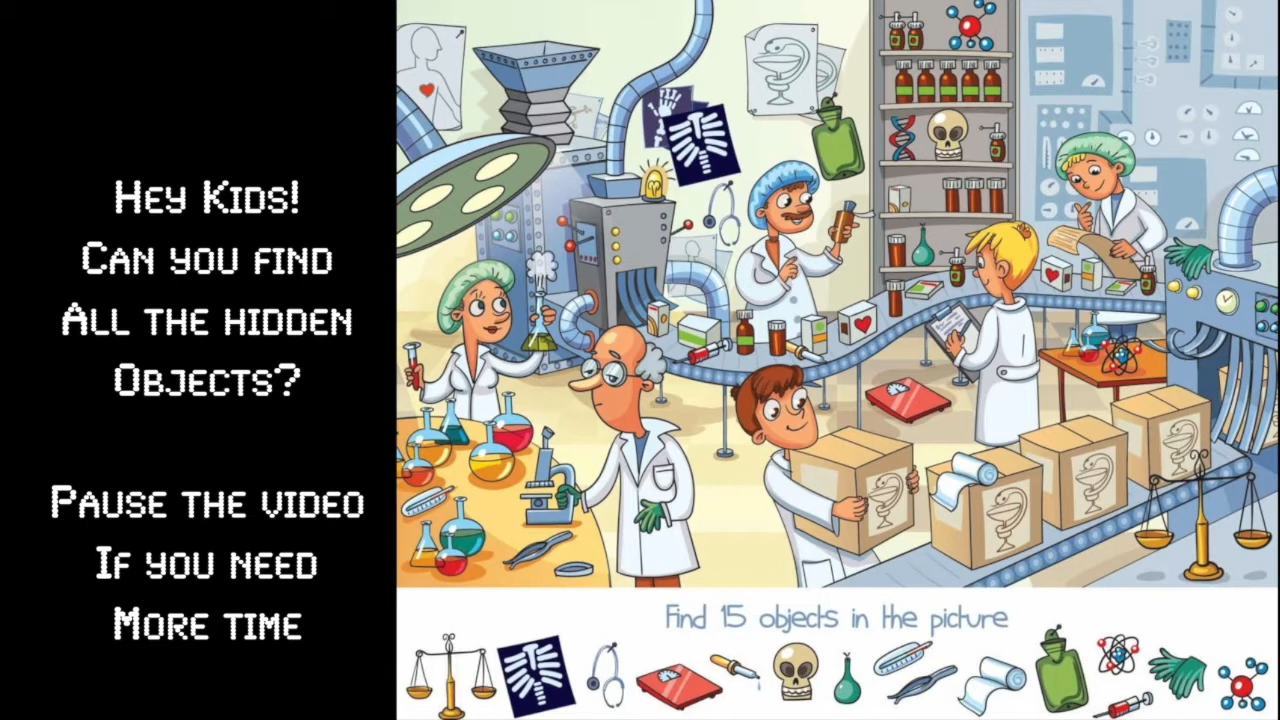 Hey Kids!
Can you find
All the hidden
Objects?
Pause the video
If you need
More time
Find 15 objects in the picture